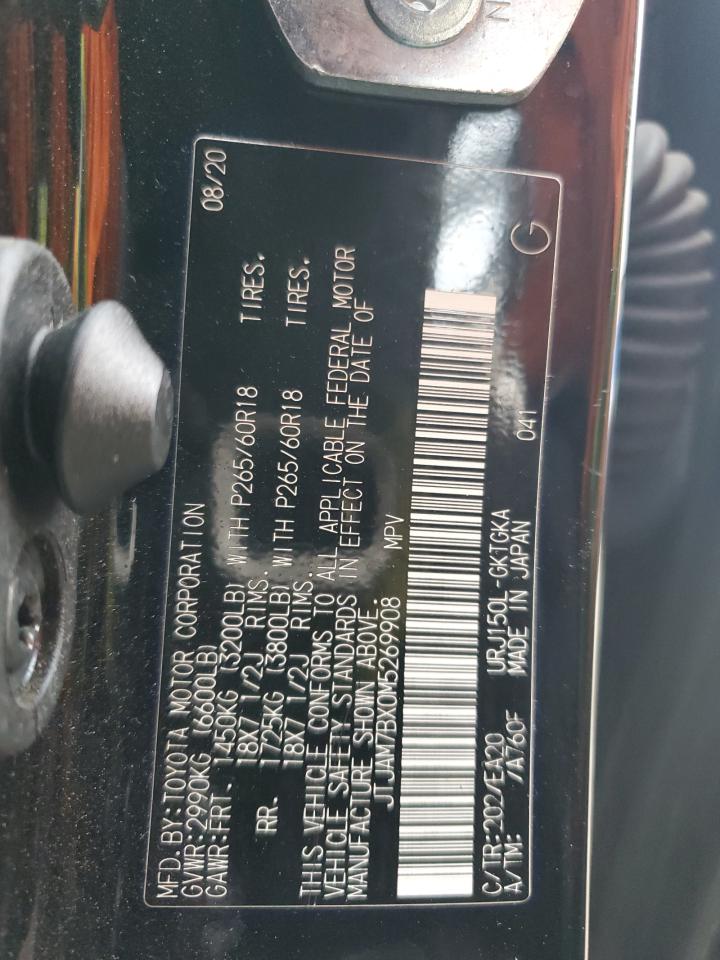 MFD.BY:TOYOTA MOTOR CORPORATION 08/20
GVWR:2990KG (6600LB)
GAWR:FRT. 1450KG (3200LB) WITH P265/60R18 TIRES.
18X7 1/2J RIMS.
RR. 1725KG (3800LB) WITH P265/60R18 TIRES.
18X7 1/2J RIMS.
THIS VEHICLE CONFORMS TO ALL APPLICABLE FEDERAL MOTOR
VEHICLE SAFETY STANDARDS IN EFFECT ON THE DATE OF
MANUFACTURE SHOWN ABOVE.
JTJAM7BX0M5269908 MPV
C/TR:202/EA20 URJ150L-GKTGKA 041 G
A/TM: /A760F MADE IN JAPAN
N